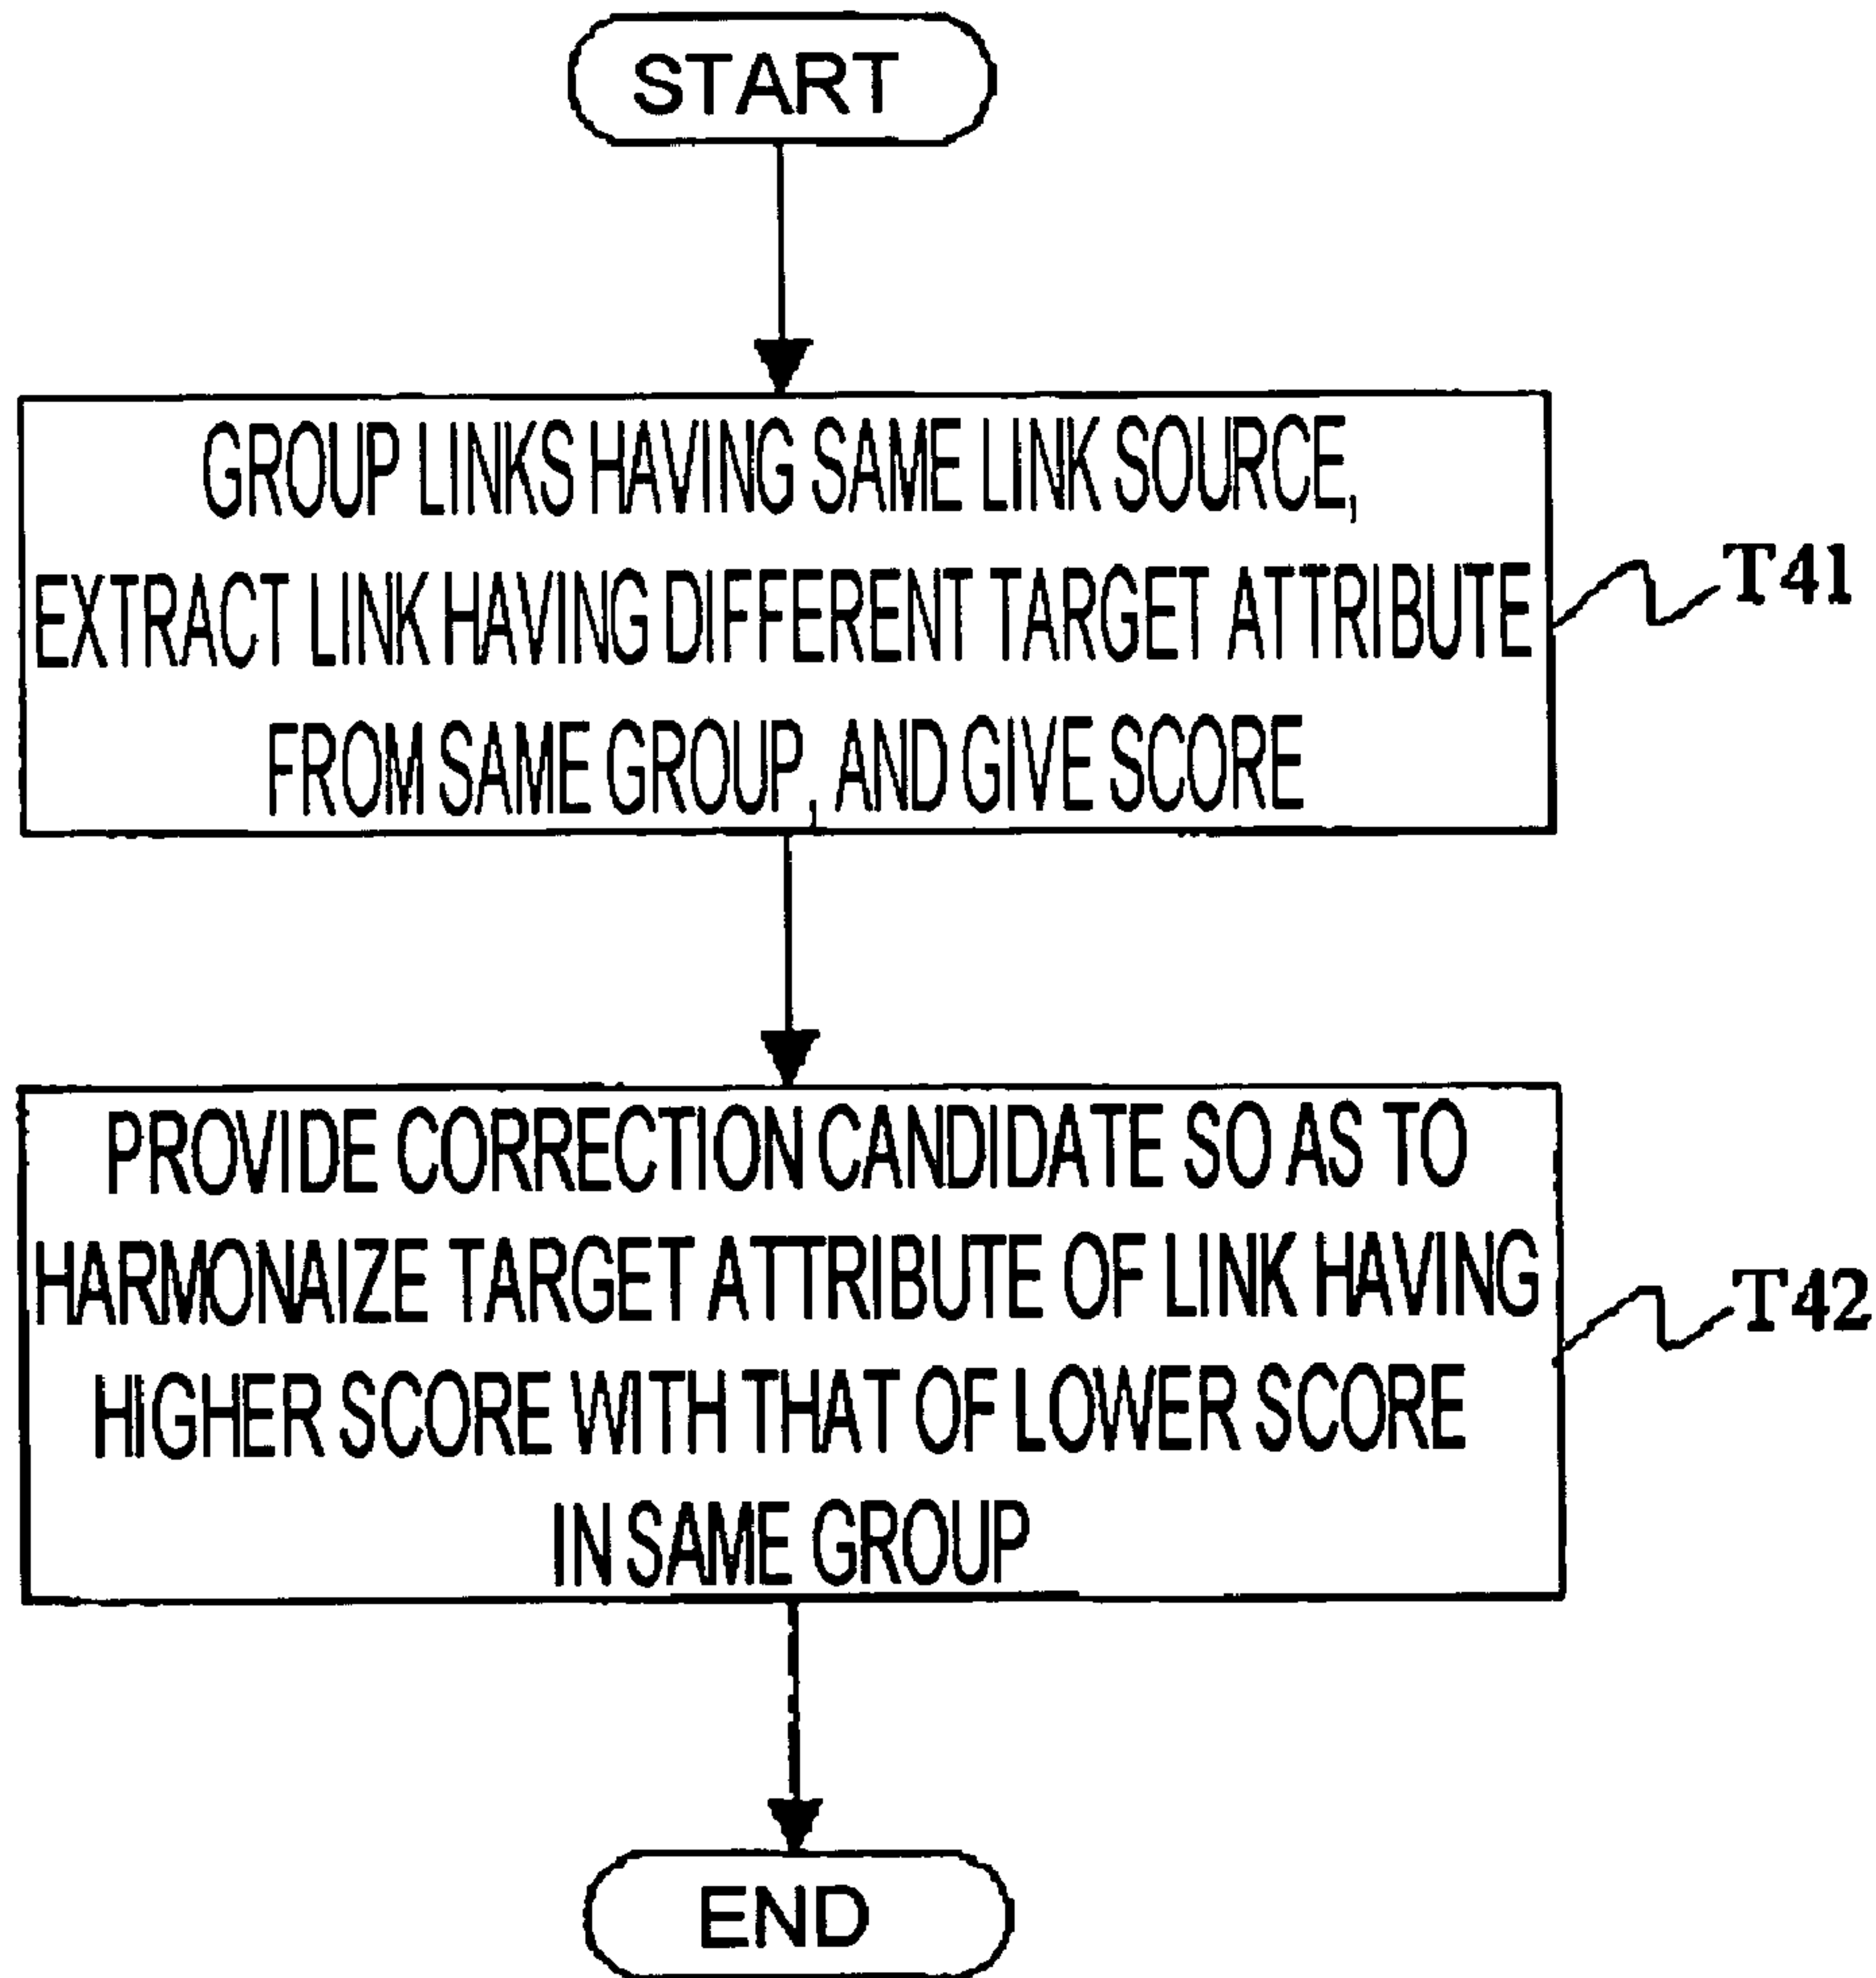 START
GROUP LINKS HAVING SAME LINK SOURCE,
EXTRACT LINK HAVING DIFFERENT TARGET ATTRIBUTE
FROM SAME GROUP, AND GIVE SCORE
T41
PROVIDE CORRECTION CANDIDATE SO AS TO
HARMONAIZE TARGET ATTRIBUTE OF LINK HAVING
HIGHER SCORE WITH THAT OF LOWER SCORE
IN SAME GROUP
T42
END